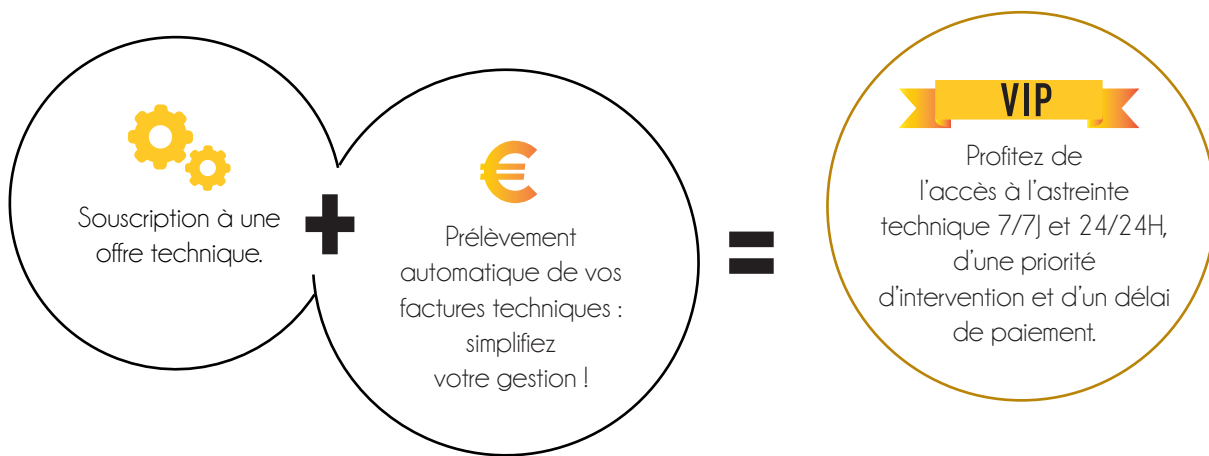 Souscription à une
offre technique.
+
€
Prélèvement
automatique de vos
factures techniques :
simplifiez
votre gestion !
=
VIP
Profitez de
l'accès à l'astreinte
technique 7/7J et 24/24H,
d'une priorité
d'intervention et d'un délai
de paiement.